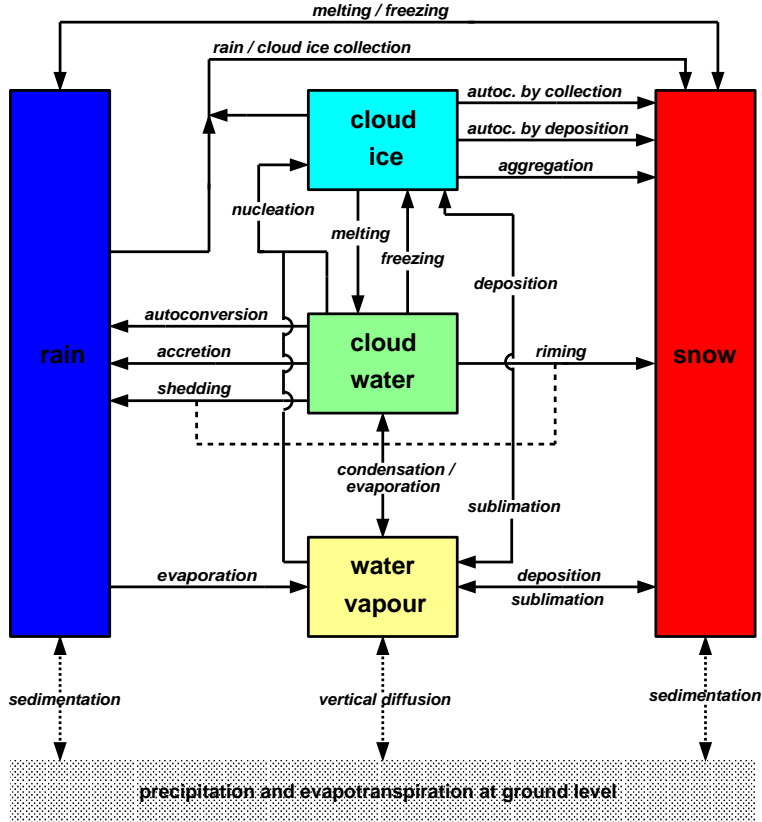 melting / freezing
rain / cloud ice collection
autoc. by collection
cloud
ice
autoc. by deposition
aggregation
nucleation
melting
freezing
deposition
autoconversion
rain
accretion
shedding
cloud
water
riming
snow
condensation /
evaporation
sublimation
evaporation
water
vapour
deposition
sublimation
sedimentation
vertical diffusion
sedimentation
precipitation and evapotranspiration at ground level